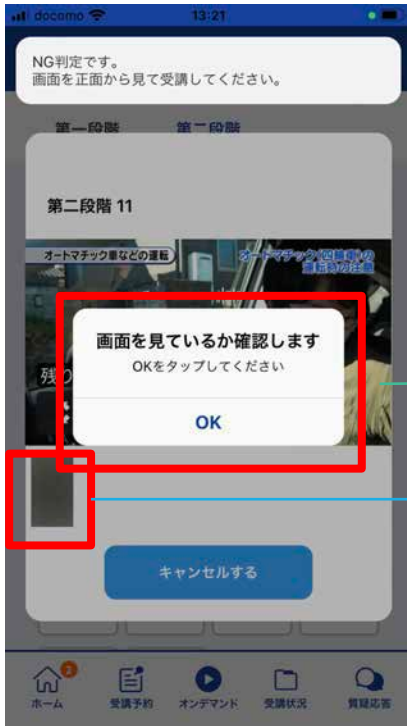 docomo 13:21
NG判定です。
画面を正面から見て受講してください。
第一段階 第二段階
第二段階 11
オートマチック車などの運転
オートマチック(四輪車)の
運転時の注意
画面を見ているか確認します
OKをタップしてください
残り
OK
キャンセルする
2
ホーム 受講予約 オンデマンド 受講状況 質疑応答